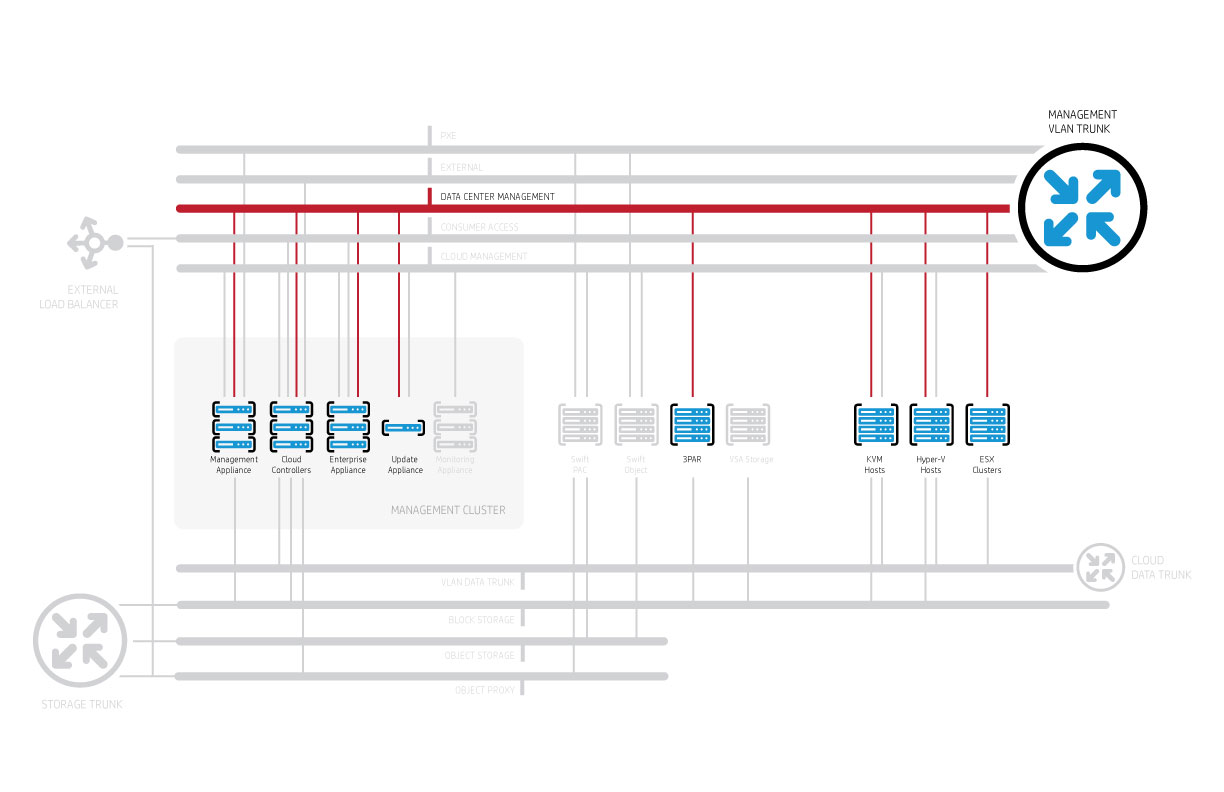 MANAGEMENT
VLAN TRUNK
PXE
EXTERNAL
DATA CENTER MANAGEMENT
CONSUMER ACCESS
CLOUD MANAGEMENT
EXTERNAL
LOAD BALANCER
Management
Appliance
Cloud
Controllers
Enterprise
Appliance
Update
Appliance
Monitoring
Appliance
Swift
PAC
Swift
Object
3PAR
VSA Storage
KVM
Hosts
Hyper-V
Hosts
ESX
Clusters
MANAGEMENT CLUSTER
CLOUD
DATA TRUNK
VLAN DATA TRUNK
BLOCK STORAGE
OBJECT STORAGE
OBJECT PROXY
STORAGE TRUNK